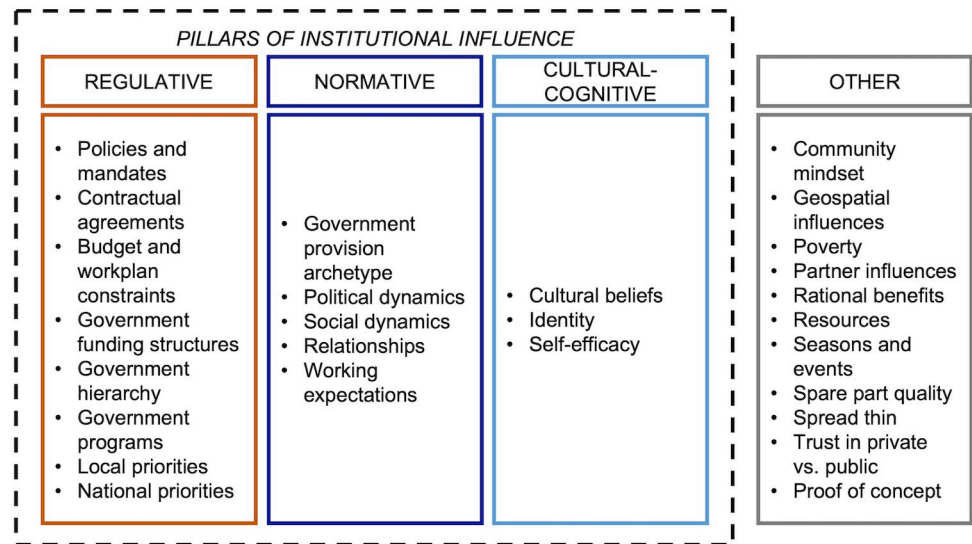 PILLARS OF INSTITUTIONAL INFLUENCE
REGULATIVE
• Policies and
mandates
• Contractual
agreements
• Budget and
workplan
constraints
• Government
funding structures
• Government
hierarchy
• Government
programs
• Local priorities
• National priorities
NORMATIVE
• Government
provision
archetype
• Political dynamics
• Social dynamics
• Relationships
• Working
expectations
CULTURAL-
COGNITIVE
• Cultural beliefs
• Identity
• Self-efficacy
OTHER
• Community
mindset
• Geospatial
influences
• Poverty
• Partner influences
• Rational benefits
• Resources
• Seasons and
events
• Spare part quality
• Spread thin
• Trust in private
vs. public
• Proof of concept